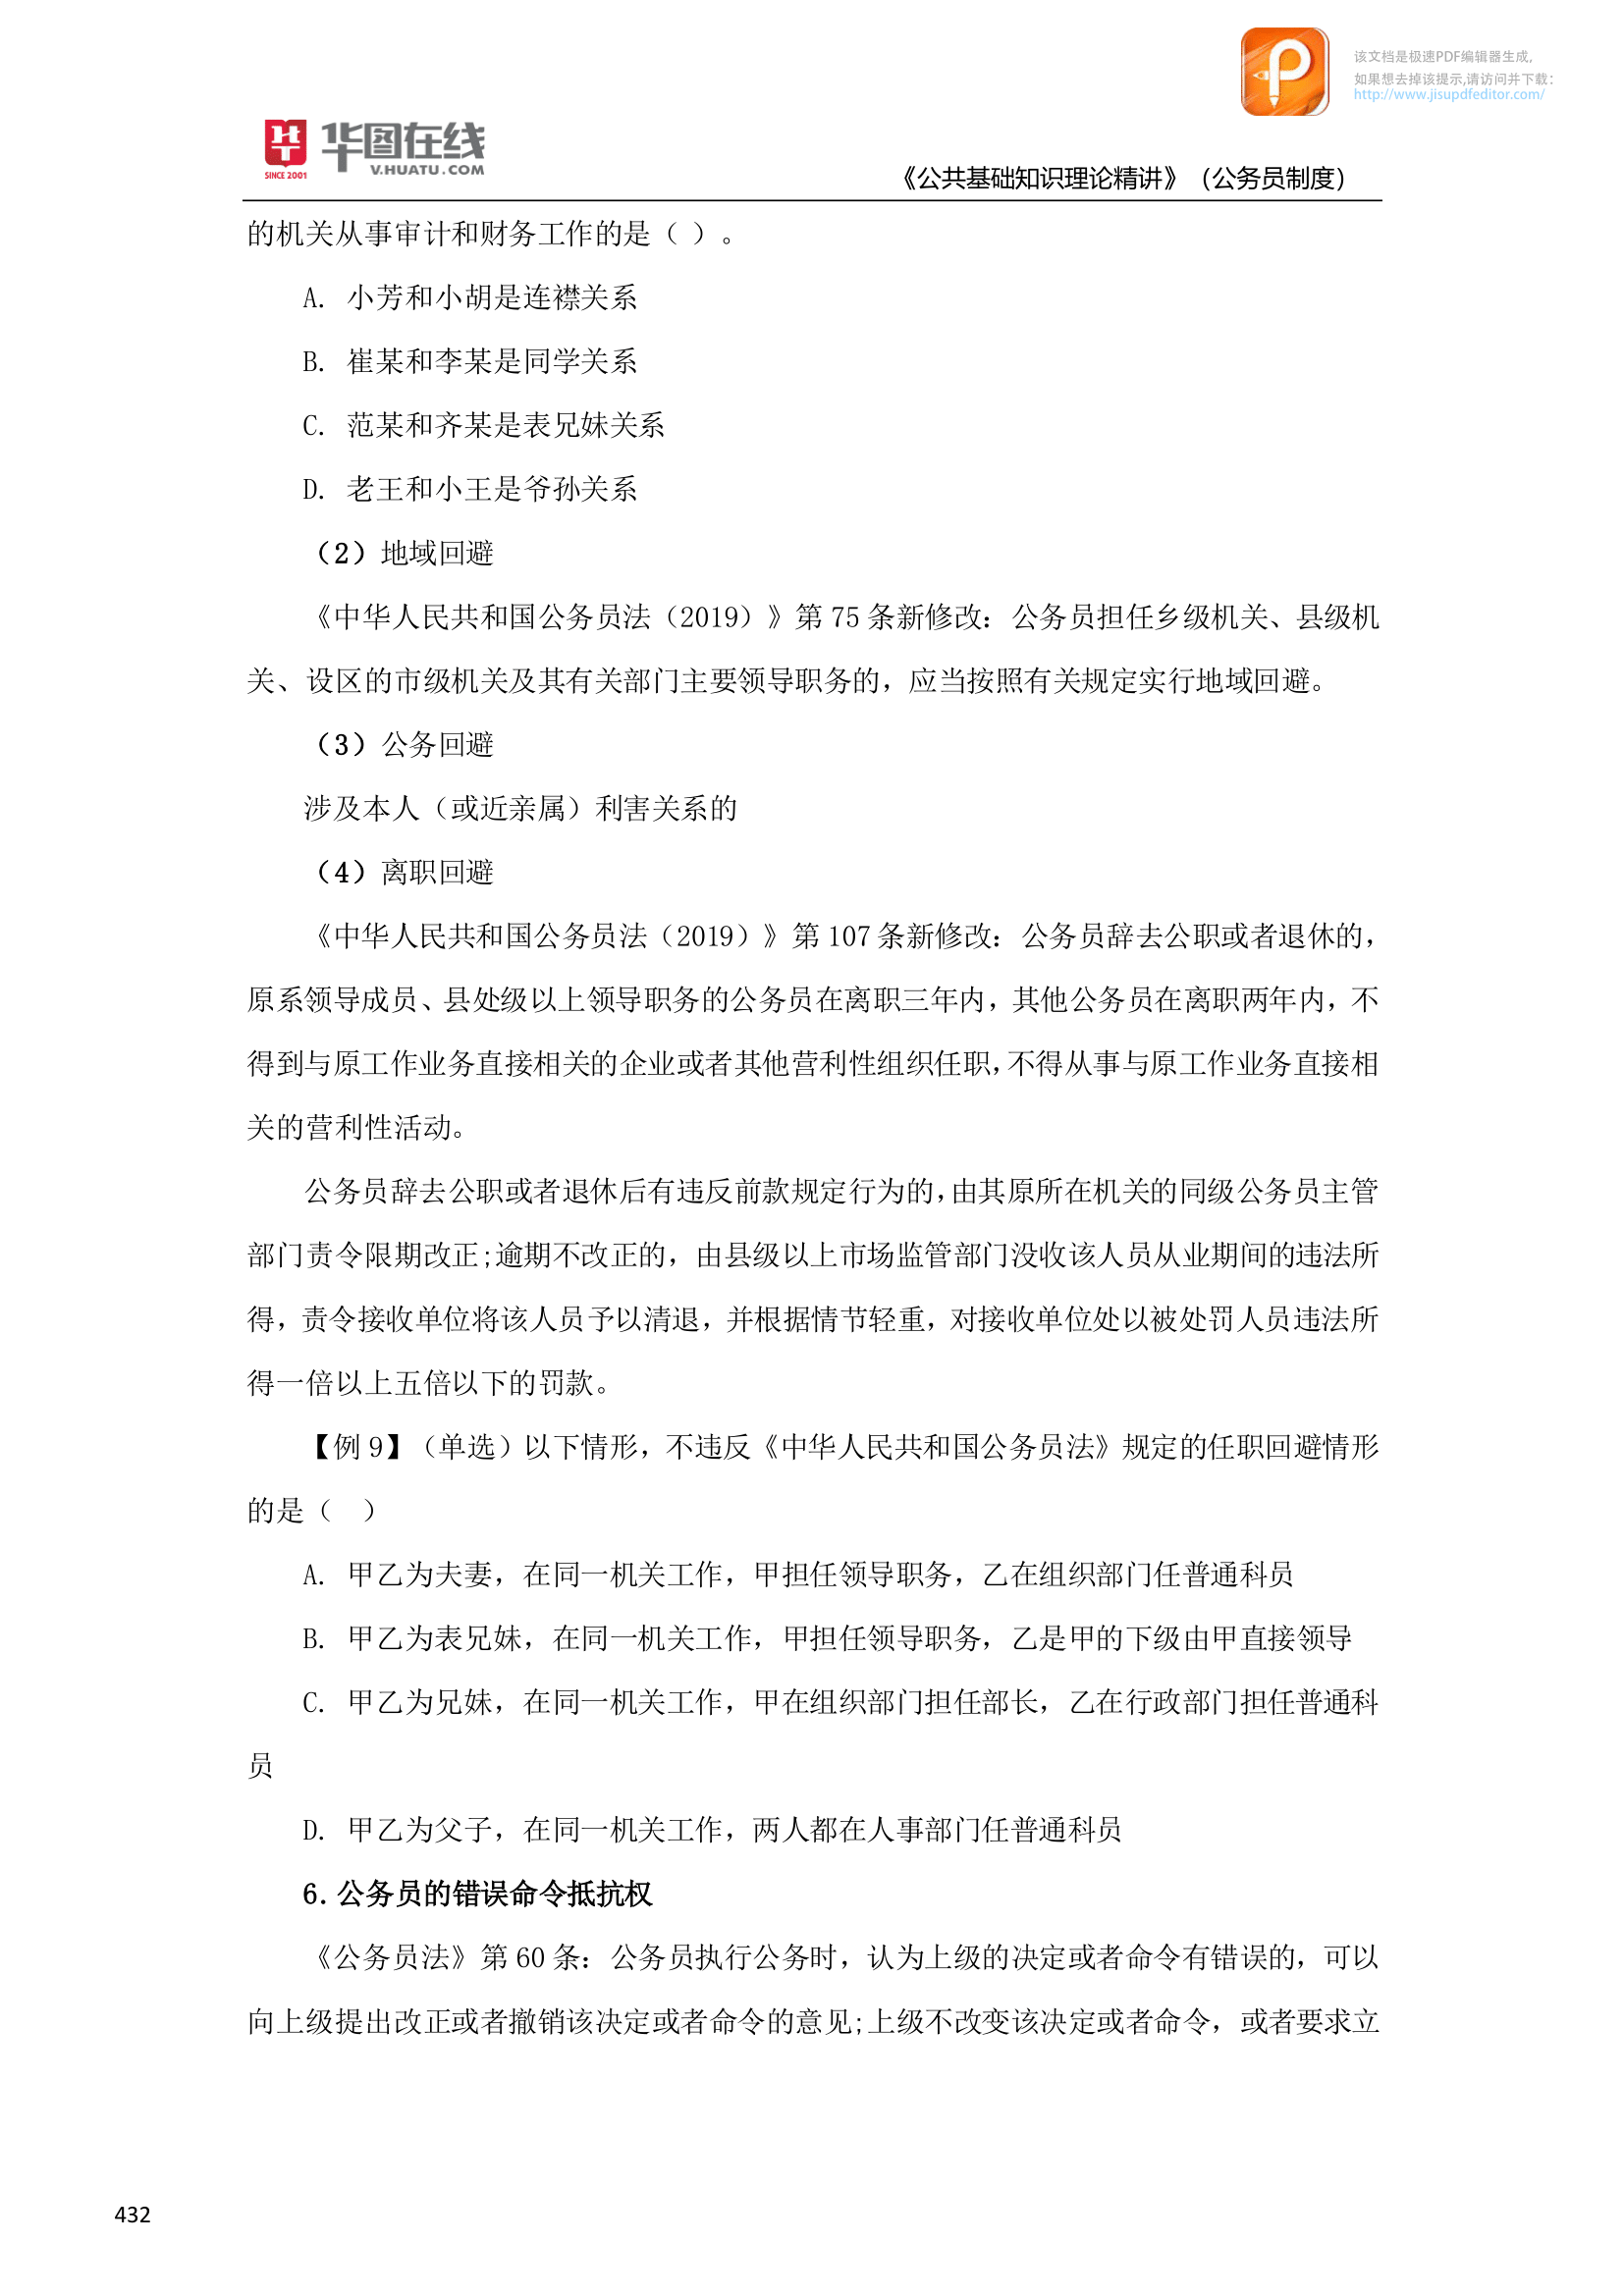 该文档是极速PDF编辑器生成,
如果想去掉该提示,请访问并下载:
http://www.jisupdfeditor.com/
华图在线
V.HUATU.COM
SINCE 2001
《公共基础知识理论精讲》（公务员制度）
的机关从事审计和财务工作的是（ ）。
A. 小芳和小胡是连襟关系
B. 崔某和李某是同学关系
C. 范某和齐某是表兄妹关系
D. 老王和小王是爷孙关系
（2）地域回避
《中华人民共和国公务员法（2019）》第 75 条新修改：公务员担任乡级机关、县级机
关、设区的市级机关及其有关部门主要领导职务的，应当按照有关规定实行地域回避。
（3）公务回避
涉及本人（或近亲属）利害关系的
（4）离职回避
《中华人民共和国公务员法（2019）》第 107 条新修改：公务员辞去公职或者退休的，
原系领导成员、县处级以上领导职务的公务员在离职三年内，其他公务员在离职两年内，不
得到与原工作业务直接相关的企业或者其他营利性组织任职，不得从事与原工作业务直接相
关的营利性活动。
公务员辞去公职或者退休后有违反前款规定行为的，由其原所在机关的同级公务员主管
部门责令限期改正;逾期不改正的，由县级以上市场监管部门没收该人员从业期间的违法所
得，责令接收单位将该人员予以清退，并根据情节轻重，对接收单位处以被处罚人员违法所
得一倍以上五倍以下的罚款。
【例 9】（单选）以下情形，不违反《中华人民共和国公务员法》规定的任职回避情形
的是（ ）
A. 甲乙为夫妻，在同一机关工作，甲担任领导职务，乙在组织部门任普通科员
B. 甲乙为表兄妹，在同一机关工作，甲担任领导职务，乙是甲的下级由甲直接领导
C. 甲乙为兄妹，在同一机关工作，甲在组织部门担任部长，乙在行政部门担任普通科
员
D. 甲乙为父子，在同一机关工作，两人都在人事部门任普通科员
6. 公务员的错误命令抵抗权
《公务员法》第 60 条：公务员执行公务时，认为上级的决定或者命令有错误的，可以
向上级提出改正或者撤销该决定或者命令的意见;上级不改变该决定或者命令，或者要求立
432